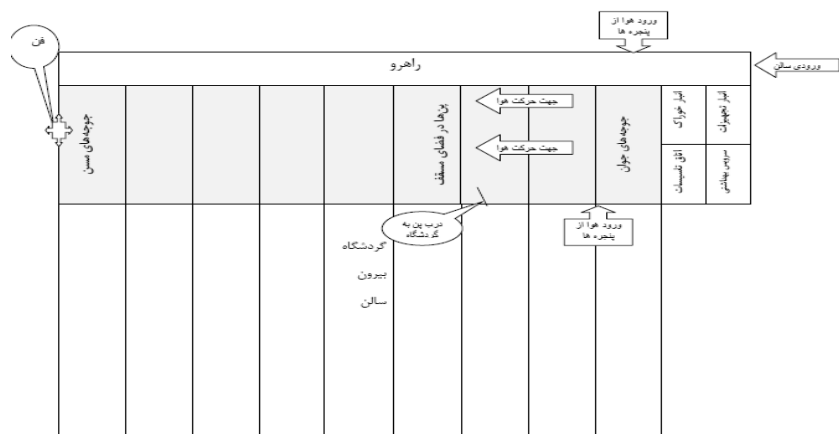 ورود هوا از
پنجره ها
فن
ورودی سالن
راهرو
انبار تجهیزات
انبار خوراک
جوجه‌های جوان
جهت حرکت هوا
پن‌ها در فضای مسقف
جوجه‌های مسن
جهت حرکت هوا
سرویس بهداشتی
اتاق تاسیسات
ورود هوا از
پنجره ها
درب پن به
گردشگاه
گردشگاه
بیرون
سالن